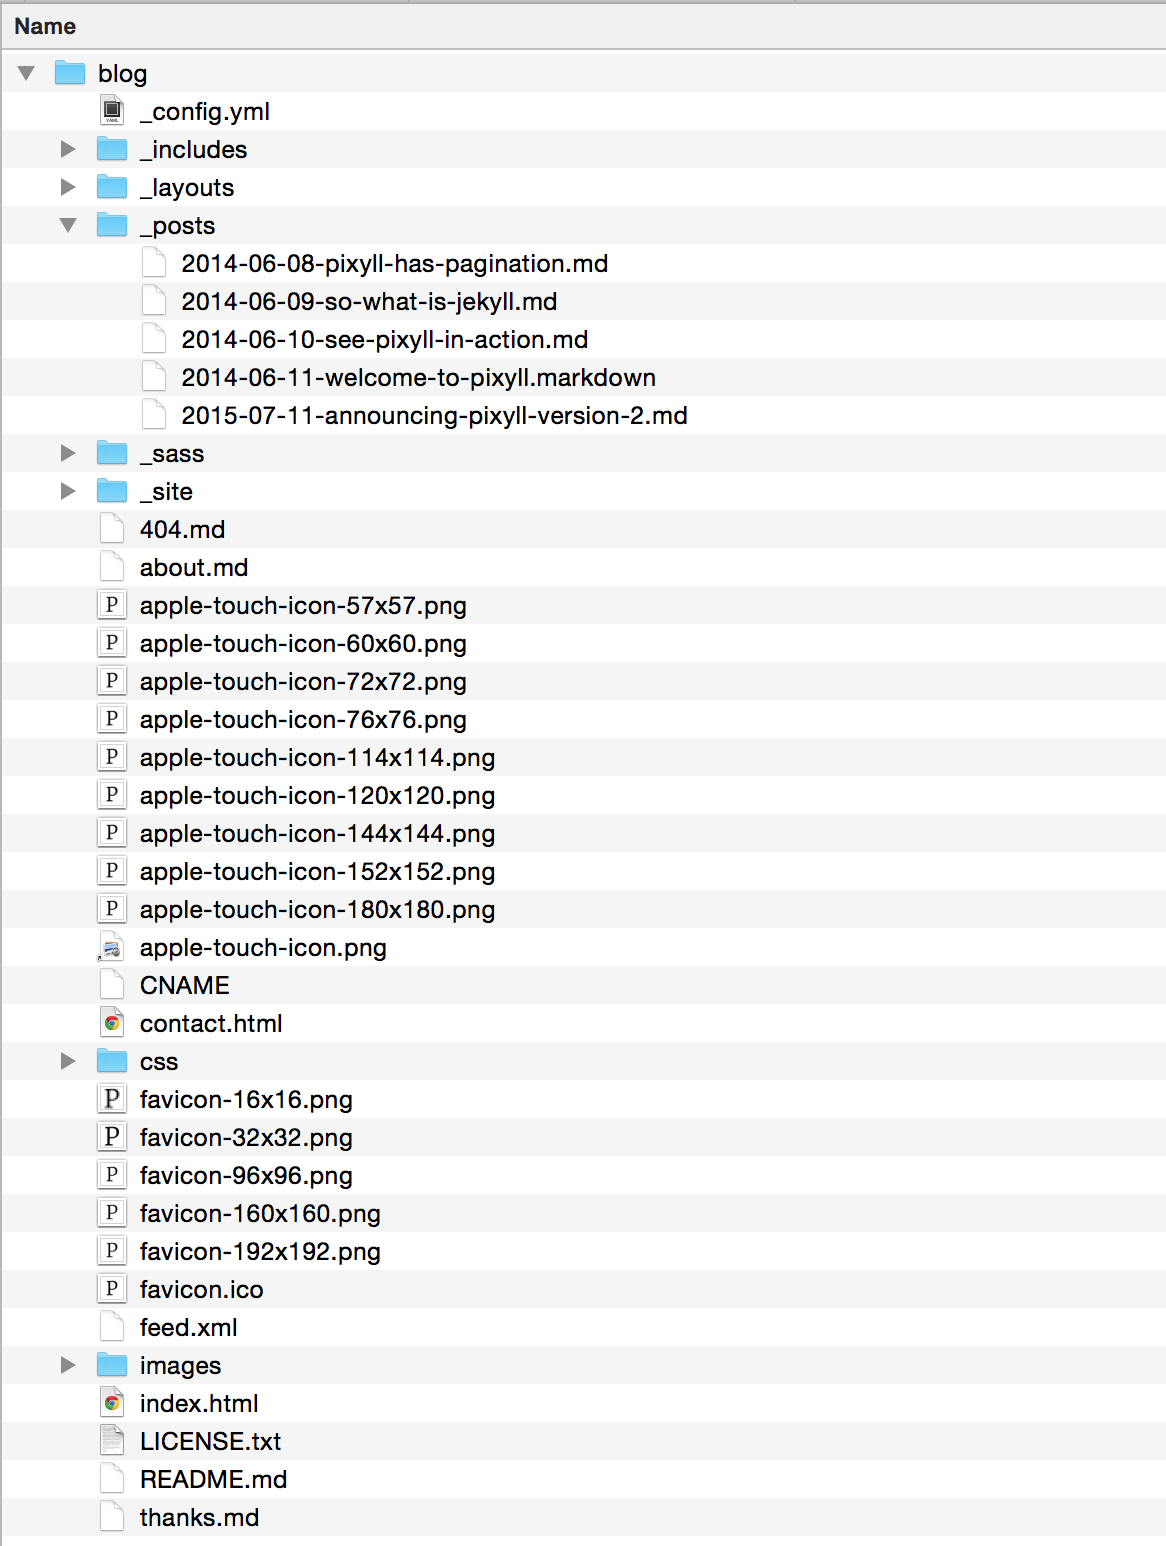 Name
blog
_config.yml
_includes
_layouts
_posts
2014-06-08-pixyll-has-pagination.md
2014-06-09-so-what-is-jekyll.md
2014-06-10-see-pixyll-in-action.md
2014-06-11-welcome-to-pixyll.markdown
2015-07-11-announcing-pixyll-version-2.md
_sass
_site
404.md
about.md
P apple-touch-icon-57x57.png
P apple-touch-icon-60x60.png
P apple-touch-icon-72x72.png
P apple-touch-icon-76x76.png
P apple-touch-icon-114x114.png
P apple-touch-icon-120x120.png
P apple-touch-icon-144x144.png
P apple-touch-icon-152x152.png
P apple-touch-icon-180x180.png
apple-touch-icon.png
CNAME
contact.html
css
P favicon-16x16.png
P favicon-32x32.png
P favicon-96x96.png
P favicon-160x160.png
P favicon-192x192.png
P favicon.ico
feed.xml
images
index.html
LICENSE.txt
README.md
thanks.md